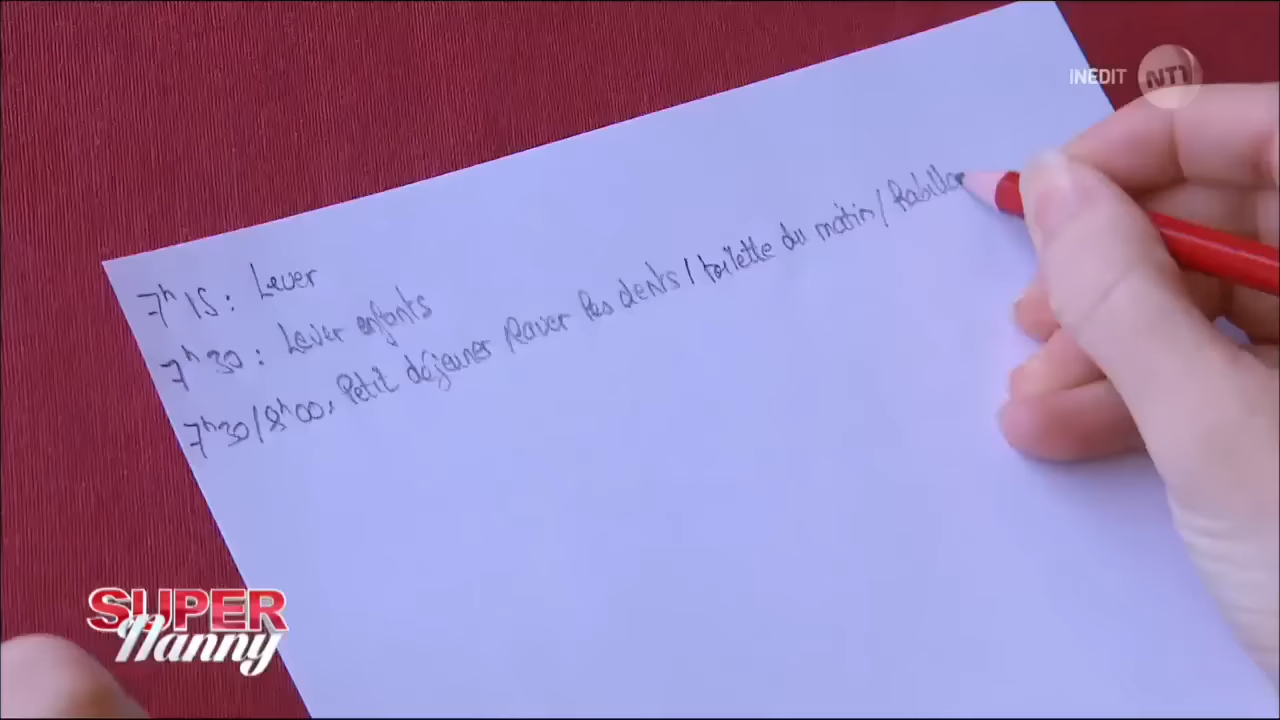 INEDIT NT1
7h15: Lever
7h30: Lever enfants
7h30/8h00: Petit déjeuner laver les dents / toilette du matin / Habilla
SUPER
Nanny